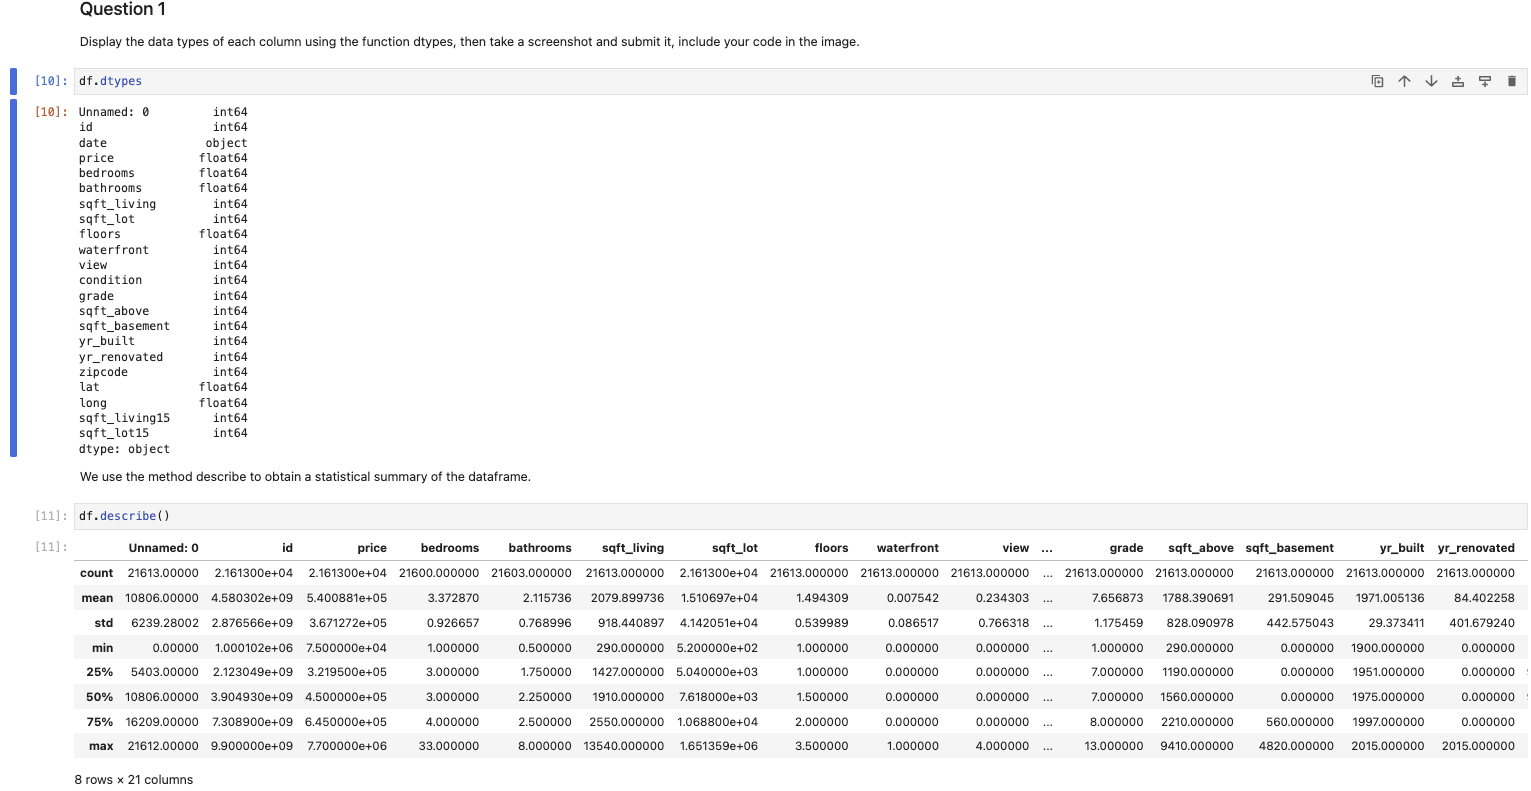 Question 1
Display the data types of each column using the function dtypes, then take a screenshot and submit it, include your code in the image.
[10]: df.dtypes
[10]: Unnamed: 0 int64
id int64
date object
price float64
bedrooms float64
bathrooms float64
sqft_living int64
sqft_lot int64
floors float64
waterfront int64
view int64
condition int64
grade int64
sqft_above int64
sqft_basement int64
yr_built int64
yr_renovated int64
zipcode int64
lat float64
long float64
sqft_living15 int64
sqft_lot15 int64
dtype: object
We use the method describe to obtain a statistical summary of the dataframe.
[11]: df.describe()
[11]: Unnamed: 0 id price bedrooms bathrooms sqft_living sqft_lot floors waterfront view ... grade sqft_above sqft_basement yr_built yr_renovated
count 21613.00000 2.161300e+04 2.161300e+04 21600.000000 21603.000000 21613.000000 2.161300e+04 21613.000000 21613.000000 21613.000000 ... 21613.000000 21613.000000 21613.000000 21613.000000 21613.000000
mean 10806.00000 4.580302e+09 5.400881e+05 3.372870 2.115736 2079.899736 1.510697e+04 1.494309 0.007542 0.234303 ... 7.656873 1788.390691 291.509045 1971.005136 84.402258
std 6239.28002 2.876566e+09 3.671272e+05 0.926657 0.768996 918.440897 4.142051e+04 0.539989 0.086517 0.766318 ... 1.175459 828.090978 442.575043 29.373411 401.679240
min 0.00000 1.000102e+06 7.500000e+04 1.000000 0.500000 290.000000 5.200000e+02 1.000000 0.000000 0.000000 ... 1.000000 290.000000 0.000000 1900.000000 0.000000
25% 5403.00000 2.123049e+09 3.219500e+05 3.000000 1.750000 1427.000000 5.040000e+03 1.000000 0.000000 0.000000 ... 7.000000 1190.000000 0.000000 1951.000000 0.000000
50% 10806.00000 3.904930e+09 4.500000e+05 3.000000 2.250000 1910.000000 7.618000e+03 1.500000 0.000000 0.000000 ... 7.000000 1560.000000 0.000000 1975.000000 0.000000
75% 16209.00000 7.308900e+09 6.450000e+05 4.000000 2.500000 2550.000000 1.068800e+04 2.000000 0.000000 0.000000 ... 8.000000 2210.000000 560.000000 1997.000000 0.000000
max 21612.00000 9.900000e+09 7.700000e+06 33.000000 8.000000 13540.000000 1.651359e+06 3.500000 1.000000 4.000000 ... 13.000000 9410.000000 4820.000000 2015.000000 2015.000000
8 rows × 21 columns